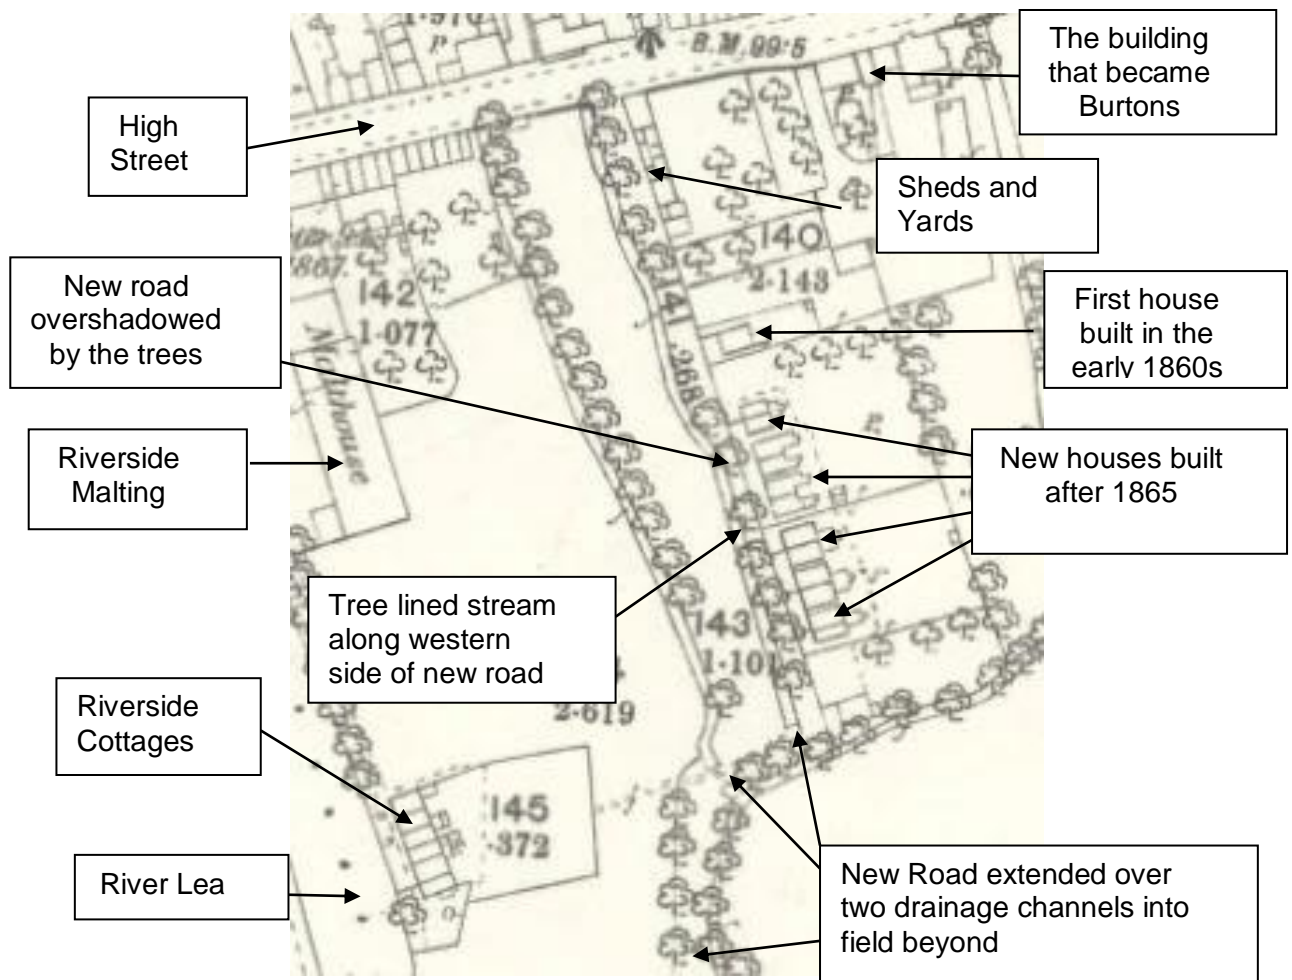 1·970
P
B.M. 99·5
The building
that became
Burtons
High
Street
Sheds and
Yards
140
2·143
New road
overshadowed
by the trees
1867.
142
1·077
141
·268
First house
built in the
early 1860s
Malthouse
Riverside
Malting
New houses built
after 1865
Tree lined stream
along western
side of new road
143
1·101
2·619
Riverside
Cottages
145
·372
River Lea
New Road extended over
two drainage channels into
field beyond